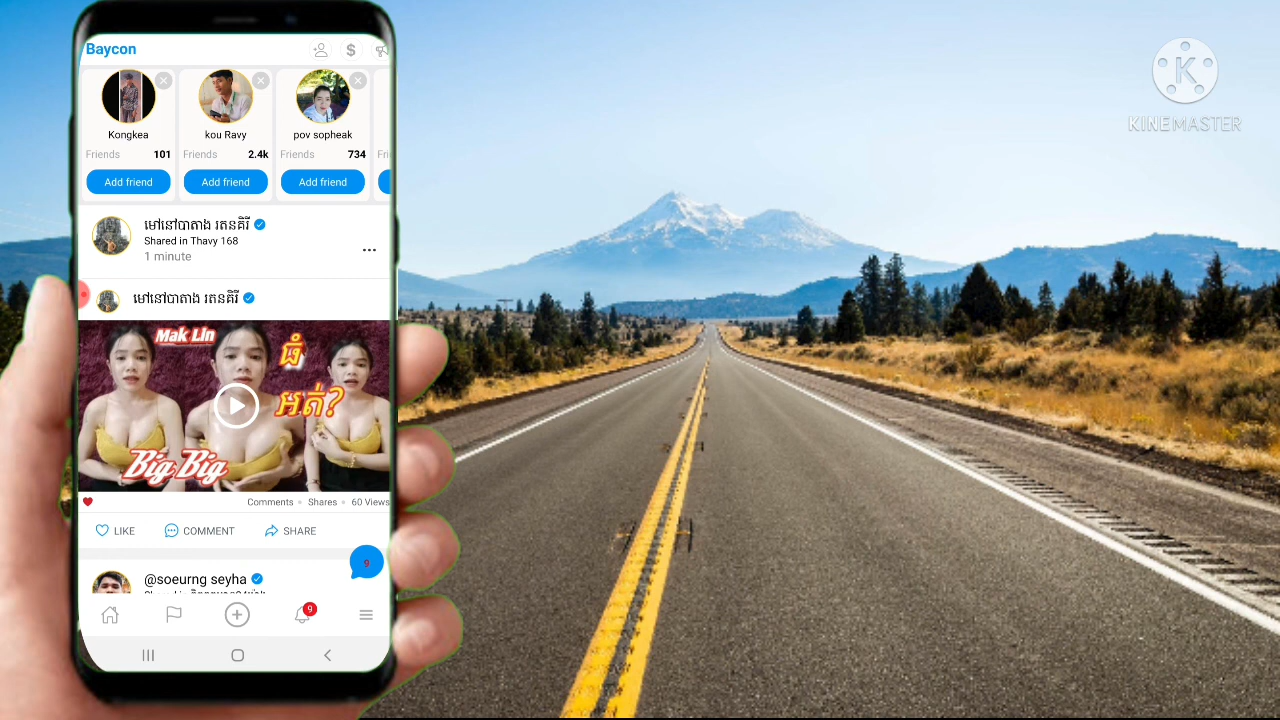 Baycon
$
Kongkea
kou Ravy
pov sopheak
Friends 101
Friends 2.4k
Friends 734
Fri
Add friend
Add friend
Add friend
មៅនៅបាតាង រតនគិរី
Shared in Thavy 168
1 minute
មៅនៅបាតាង រតនគិរី
Mak Lin
ធំ
អត់?
Big Big
Comments Shares 60 Views
LIKE
COMMENT
SHARE
9
@soeurng seyha
9
K
KINEMASTER